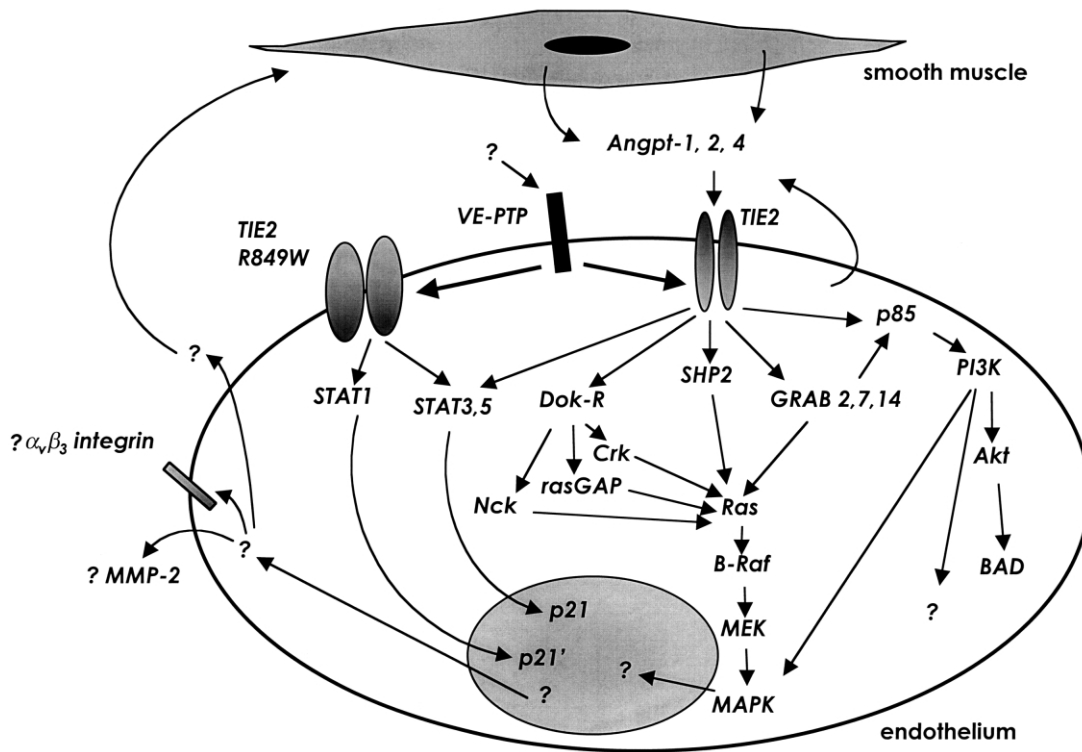 smooth muscle
Angpt-1, 2, 4
?
VE-PTP
TIE2
TIE2
R849W
p85
?
SHP2
PI3K
STAT1
STAT3,5
Dok-R
GRAB 2,7,14
? αvβ3 integrin
Crk
Akt
rasGAP
Nck
Ras
?
B-Raf
? MMP-2
BAD
p21
?
MEK
p21’
?
?
MAPK
endothelium